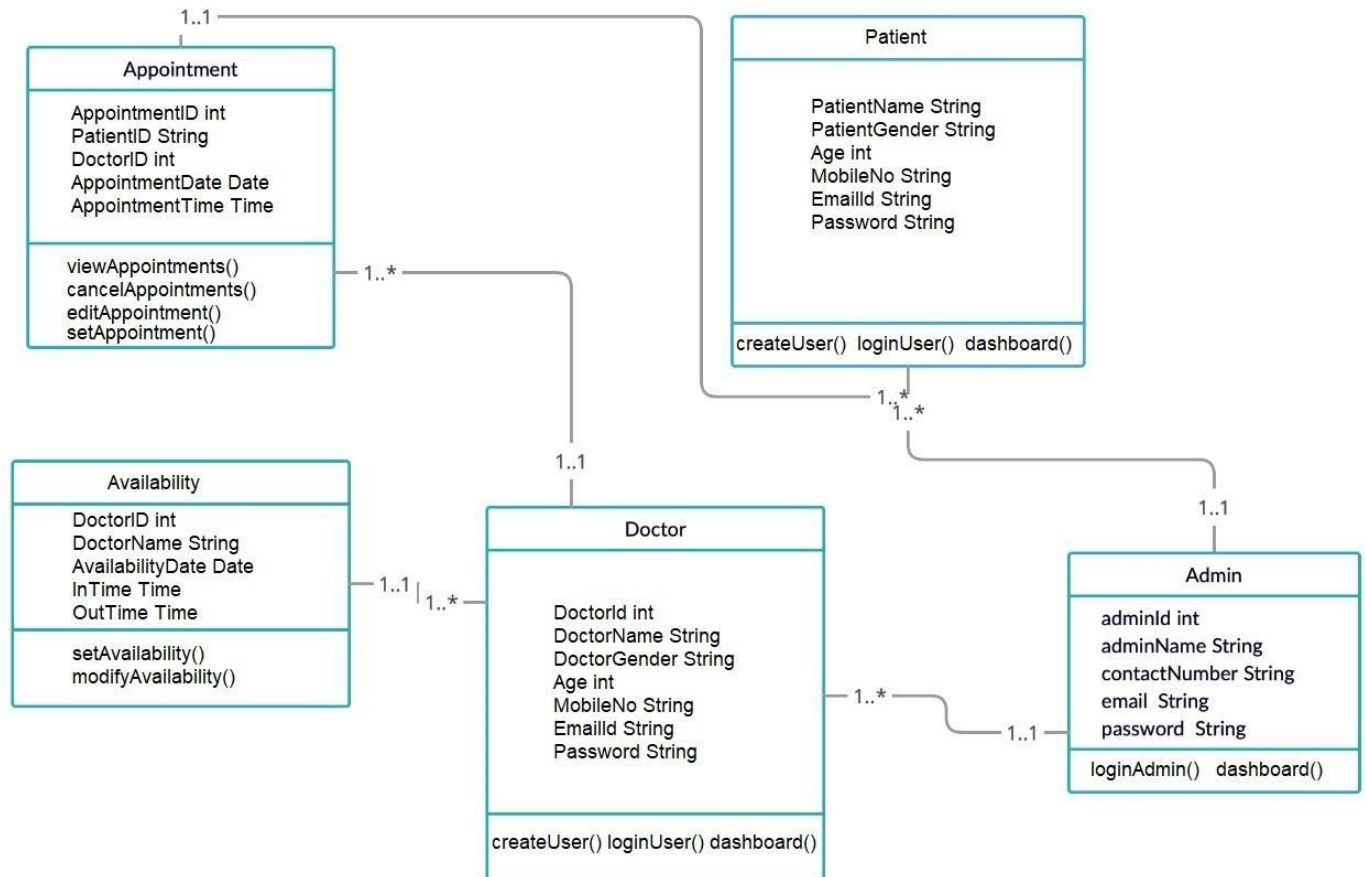 1..1
Appointment
AppointmentID int
PatientID String
DoctorID int
AppointmentDate Date
AppointmentTime Time
viewAppointments()
cancelAppointments()
editAppointment()
setAppointment()
Patient
PatientName String
PatientGender String
Age int
MobileNo String
EmailId String
Password String
createUser() loginUser() dashboard()
1..*
1..*
1..*
1..1
1..1
Availability
DoctorID int
DoctorName String
AvailabilityDate Date
InTime Time
OutTime Time
setAvailability()
modifyAvailability()
1..1
1..*
Doctor
DoctorId int
DoctorName String
DoctorGender String
Age int
MobileNo String
EmailId String
Password String
createUser() loginUser() dashboard()
1..*
1..1
Admin
adminId int
adminName String
contactNumber String
email String
password String
loginAdmin() dashboard()